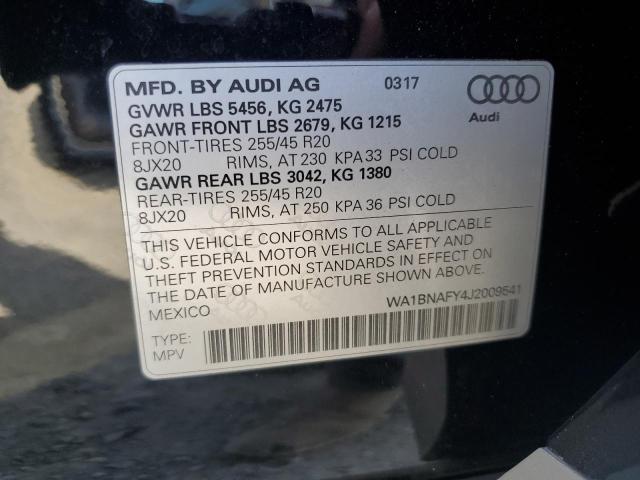 MFD. BY AUDI AG 0317
GVWR LBS 5456, KG 2475
GAWR FRONT LBS 2679, KG 1215
FRONT-TIRES 255/45 R20
8JX20 RIMS, AT 230 KPA 33 PSI COLD
GAWR REAR LBS 3042, KG 1380
REAR-TIRES 255/45 R20
8JX20 RIMS, AT 250 KPA 36 PSI COLD
Audi
THIS VEHICLE CONFORMS TO ALL APPLICABLE
U.S. FEDERAL MOTOR VEHICLE SAFETY AND
THEFT PREVENTION STANDARDS IN EFFECT ON
THE DATE OF MANUFACTURE SHOWN ABOVE.
MEXICO
WA1BNAFY4J2009541
TYPE:
MPV